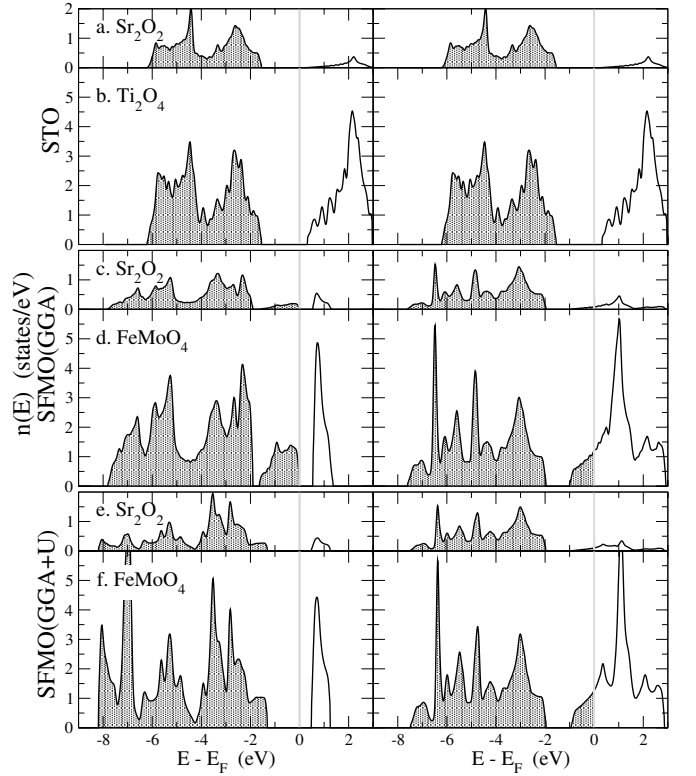 a. Sr2O2
0
1
2
b. Ti2O4
STO
0
1
2
3
4
5
c. Sr2O2
0
1
d. FeMoO4
n(E) (states/eV)
SFMO(GGA)
0
1
2
3
4
5
e. Sr2O2
0
1
f. FeMoO4
SFMO(GGA+U)
0
1
2
3
4
5
-8 -6 -4 -2 0 2
-8 -6 -4 -2 0 2
E - EF (eV)
E - EF (eV)